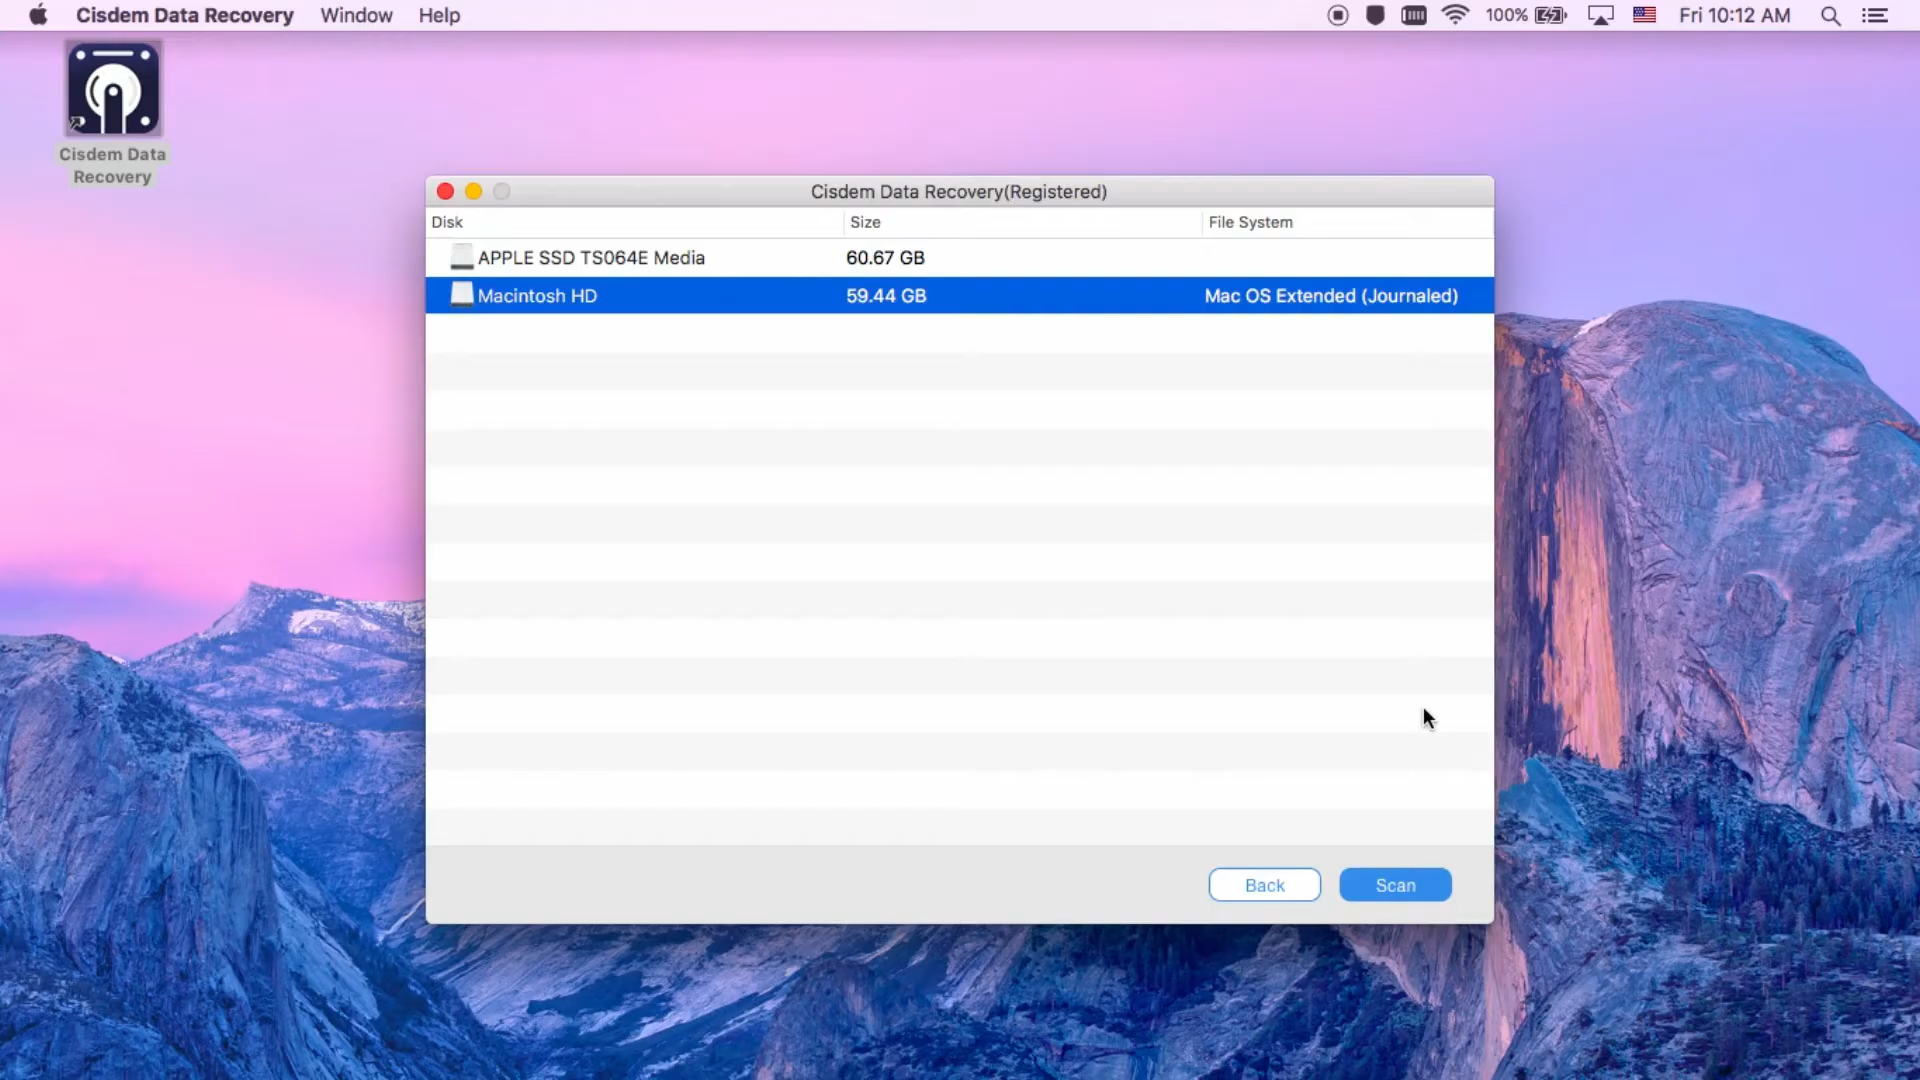 Cisdem Data Recovery Window Help 100% Fri 10:12 AM
Cisdem Data
Recovery
Cisdem Data Recovery(Registered)
Disk Size File System
APPLE SSD TS064E Media 60.67 GB
Macintosh HD 59.44 GB Mac OS Extended (Journaled)
Back Scan